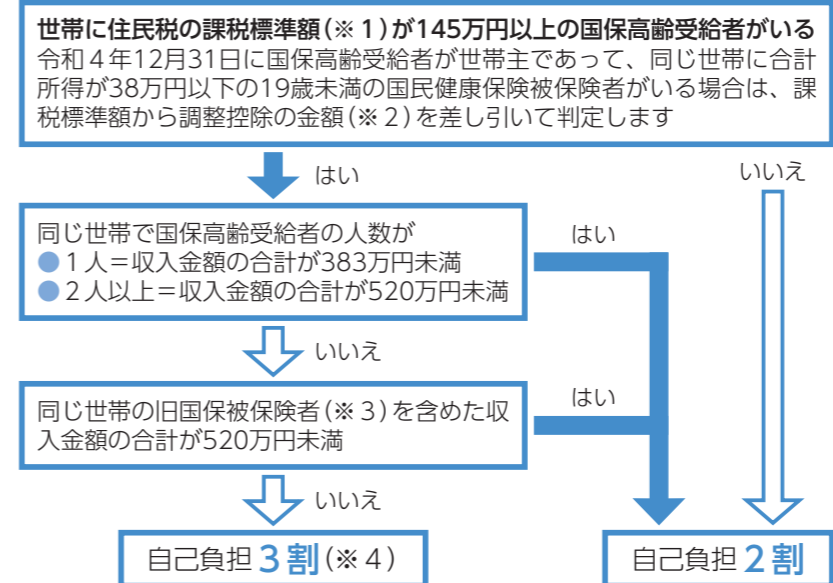 世帯に住民税の課税標準額(※1)が145万円以上の国保高齢受給者がいる
令和4年12月31日に国保高齢受給者が世帯主であって、同じ世帯に合計
所得が38万円以下の19歳未満の国民健康保険被保険者がいる場合は、課
税標準額から調整控除の金額(※2)を差し引いて判定します
はい
いいえ
同じ世帯で国保高齢受給者の人数が
●1人=収入金額の合計が383万円未満
●2人以上=収入金額の合計が520万円未満
はい
いいえ
同じ世帯の旧国保被保険者(※3)を含めた収
入金額の合計が520万円未満
はい
いいえ
自己負担3割(※4)
自己負担2割